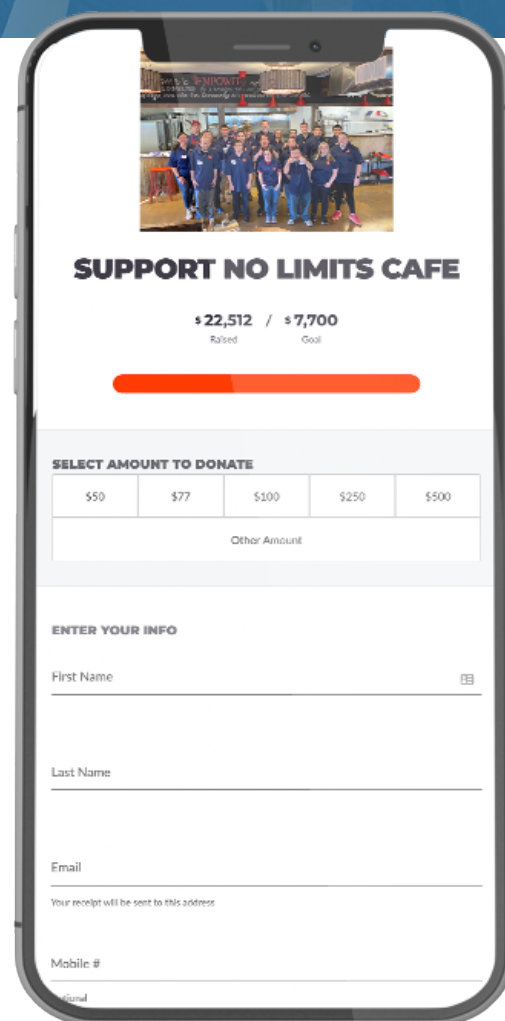 EMPOWER
SUPPORT NO LIMITS CAFE
$22,512 / $7,700
Raised Goal
SELECT AMOUNT TO DONATE
$50 $77 $100 $250 $500
Other Amount
ENTER YOUR INFO
First Name
Last Name
Email
Your receipt will be sent to this address
Mobile #